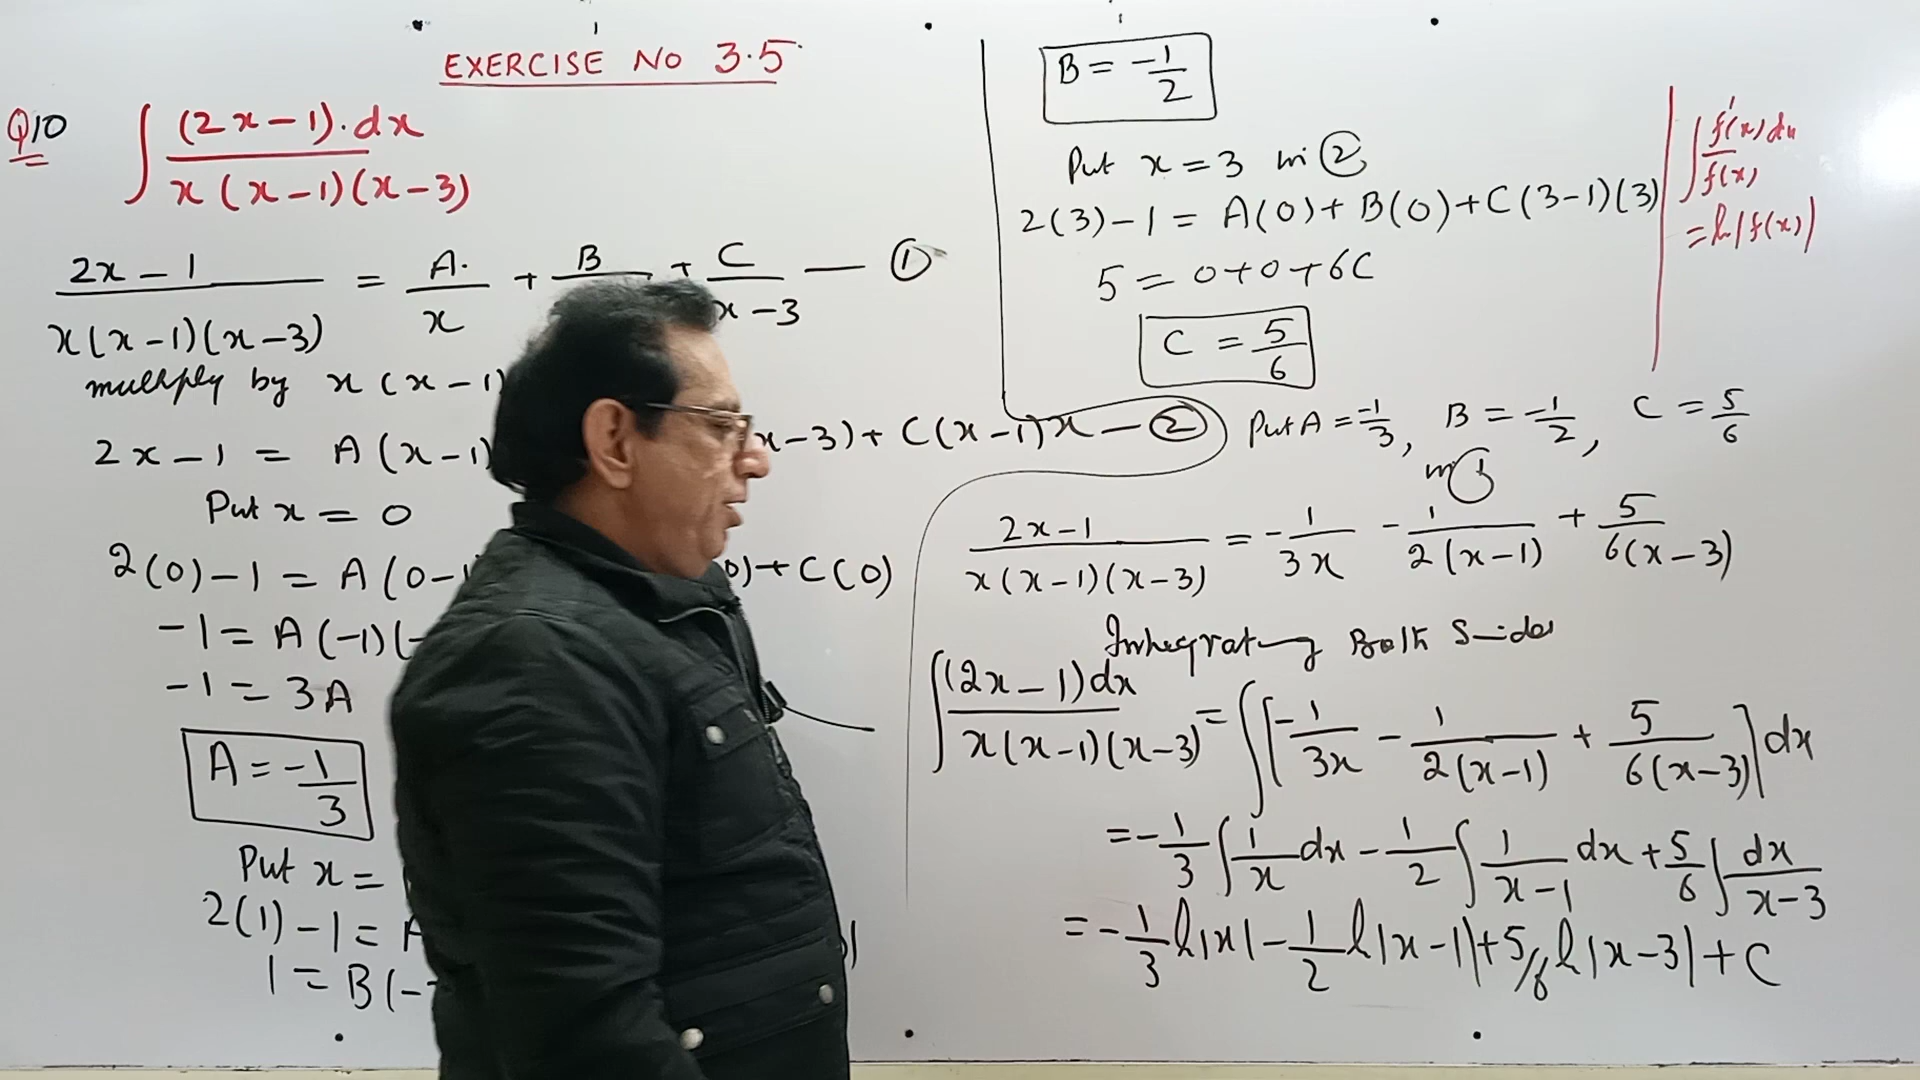 EXERCISE NO 3.5
Q10 ∫ (2x-1).dx / x(x-1)(x-3)
2x-1 / x(x-1)(x-3) = A. / x + B / + C / x-3 — ①
multiply by x(x-1)
2x-1 = A(x-1) x-3) + C(x-1)x — ②
Put x = 0
2(0)-1 = A(0-1 0) + C(0)
-1 = A(-1)(-
-1 = 3A
A = -1/3
Put x =
2(1)-1 = A
1 = B(-
B = -1/2
Put x = 3 in ②
2(3)-1 = A(0)+B(0)+C(3-1)(3)
5 = 0+0+6C
C = 5/6
Put A = -1/3, B = -1/2, C = 5/6
in ①
2x-1 / x(x-1)(x-3) = -1/3x - 1/2(x-1) + 5/6(x-3)
Integrating Both Sides
∫ (2x-1)dx / x(x-1)(x-3) = ∫[-1/3x - 1/2(x-1) + 5/6(x-3)]dx
= -1/3 ∫ 1/x dx - 1/2 ∫ 1/x-1 dx + 5/6 ∫ dx/x-3
= -1/3 ln|x| - 1/2 ln|x-1| + 5/6 ln|x-3| + C
∫ f'(x)dx / f(x)
= ln|f(x)|